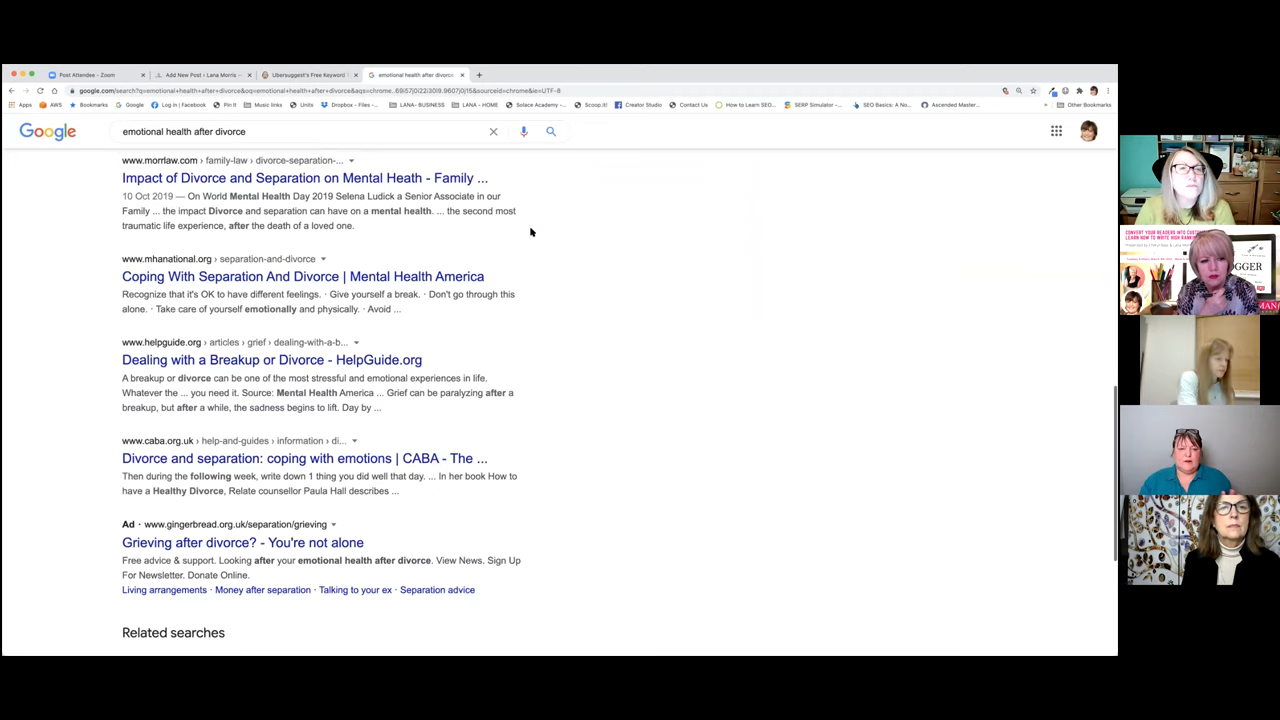 Post Attendee - Zoom
Add New Post ‹ Lana Morris —
Ubersuggest's Free Keyword
emotional health after divorce
google.com/search?q=emotional+health+after+divorce&oq=emotional+health+after+divorce&aqs=chrome..69i57j0i22i30l9.9607j0j15&sourceid=chrome&ie=UTF-8
Apps AWS Bookmarks Google Log in | Facebook Pin It Music links Units Dropbox - Files -... LANA- BUSINESS LANA - HOME Solace Academy -... Scoop.it! Creator Studio Contact Us How to Learn SEO... SERP Simulator -... SEO Basics: A No... Ascended Master... » Other Bookmarks
Google
emotional health after divorce
www.morrlaw.com › family-law › divorce-separation-...
Impact of Divorce and Separation on Mental Heath - Family ...
10 Oct 2019 — On World Mental Health Day 2019 Selena Ludick a Senior Associate in our
Family ... the impact Divorce and separation can have on a mental health. ... the second most
traumatic life experience, after the death of a loved one.
www.mhanational.org › separation-and-divorce
Coping With Separation And Divorce | Mental Health America
Recognize that it's OK to have different feelings. · Give yourself a break. · Don't go through this
alone. · Take care of yourself emotionally and physically. · Avoid ...
www.helpguide.org › articles › grief › dealing-with-a-b...
Dealing with a Breakup or Divorce - HelpGuide.org
A breakup or divorce can be one of the most stressful and emotional experiences in life.
Whatever the ... you need it. Source: Mental Health America ... Grief can be paralyzing after a
breakup, but after a while, the sadness begins to lift. Day by ...
www.caba.org.uk › help-and-guides › information › di...
Divorce and separation: coping with emotions | CABA - The ...
Then during the following week, write down 1 thing you did well that day. ... In her book How to
have a Healthy Divorce, Relate counsellor Paula Hall describes ...
Ad · www.gingerbread.org.uk/separation/grieving
Grieving after divorce? - You're not alone
Free advice & support. Looking after your emotional health after divorce. View News. Sign Up
For Newsletter. Donate Online.
Living arrangements · Money after separation · Talking to your ex · Separation advice
Related searches
CONVERT YOUR READERS INTO
LEARN HOW TO WRITE HIGH
OGGER
MAN